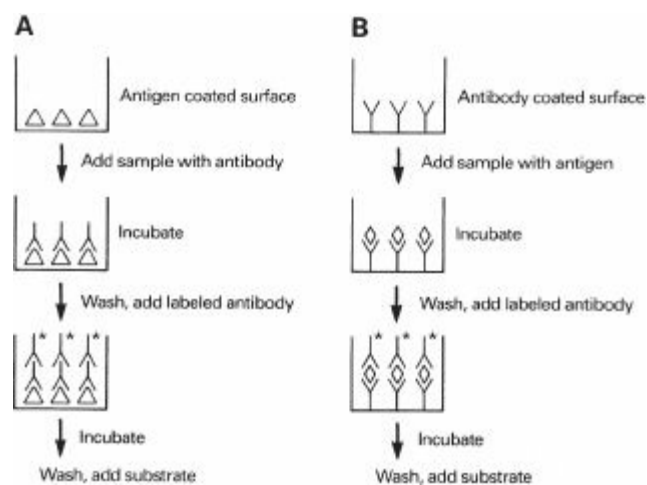 A
Antigen coated surface
Add sample with antibody
Incubate
Wash, add labeled antibody
* * *
Incubate
Wash, add substrate
B
Antibody coated surface
Add sample with antigen
Incubate
Wash, add labeled antibody
* * *
Incubate
Wash, add substrate